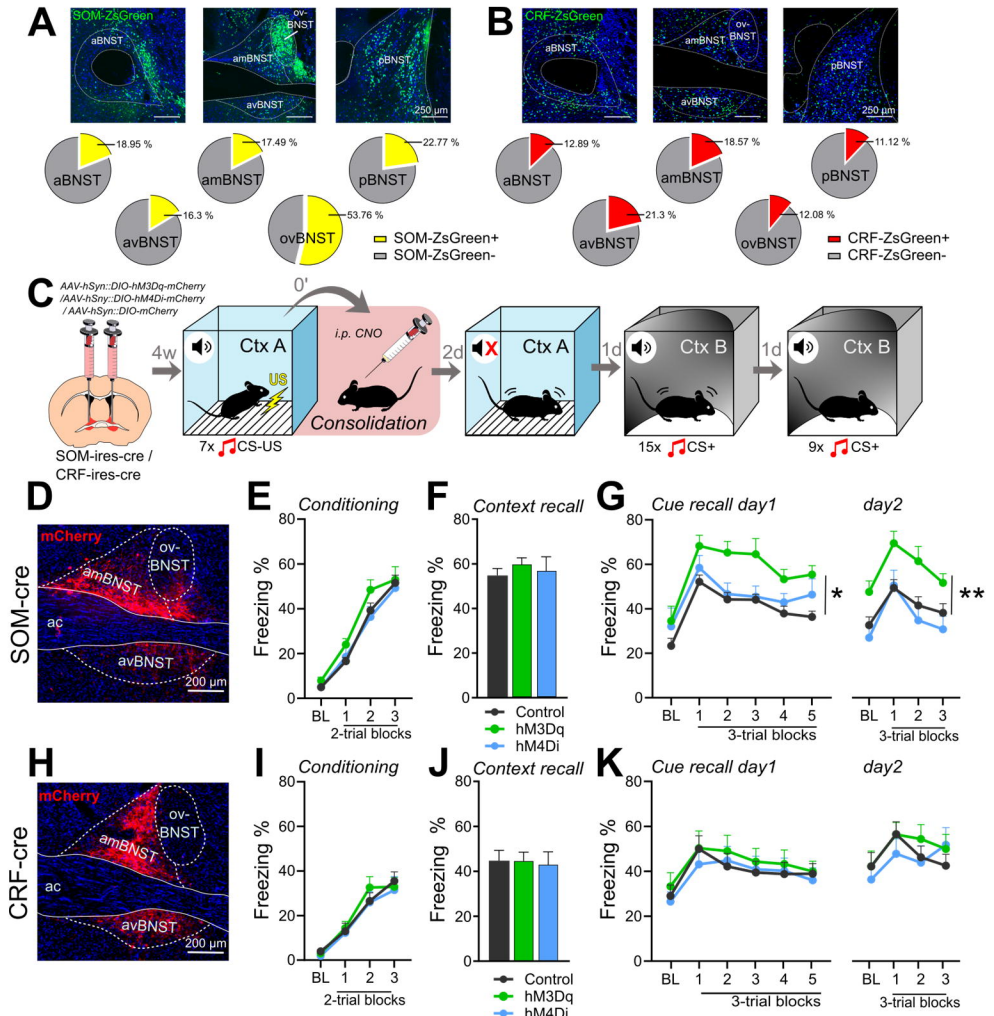 A
SOM-ZsGreen
aBNST
ov-
BNST
amBNST
avBNST
pBNST
250 µm
18.95 %
aBNST
17.49 %
amBNST
22.77 %
pBNST
16.3 %
avBNST
53.76 %
ovBNST
SOM-ZsGreen+
SOM-ZsGreen-
B
CRF-ZsGreen
aBNST
ov-
BNST
amBNST
avBNST
pBNST
250 µm
12.89 %
aBNST
18.57 %
amBNST
11.12 %
pBNST
21.3 %
avBNST
12.08 %
ovBNST
CRF-ZsGreen+
CRF-ZsGreen-
C
AAV-hSyn::DIO-hM3Dq-mCherry
/AAV-hSny::DIO-hM4Di-mCherry
/ AAV-hSyn::DIO-mCherry
SOM-ires-cre /
CRF-ires-cre
4w
Ctx A
US
7x CS-US
0'
i.p. CNO
Consolidation
2d
X
Ctx A
1d
Ctx B
15x CS+
1d
Ctx B
9x CS+
SOM-cre
D
mCherry
ov-
BNST
amBNST
ac
avBNST
200 µm
E
Conditioning
Freezing %
80
60
40
20
0
BL 1 2 3
2-trial blocks
F
Context recall
Freezing %
80
60
40
20
0
Control
hM3Dq
hM4Di
G
Cue recall day1
Freezing %
80
60
40
20
0
BL 1 2 3 4 5
3-trial blocks
*
day2
BL 1 2 3
3-trial blocks
**
CRF-cre
H
mCherry
ov-
BNST
amBNST
ac
avBNST
200 µm
I
Conditioning
Freezing %
80
60
40
20
0
BL 1 2 3
2-trial blocks
J
Context recall
Freezing %
80
60
40
20
0
Control
hM3Dq
hM4Di
K
Cue recall day1
Freezing %
80
60
40
20
0
BL 1 2 3 4 5
3-trial blocks
day2
BL 1 2 3
3-trial blocks